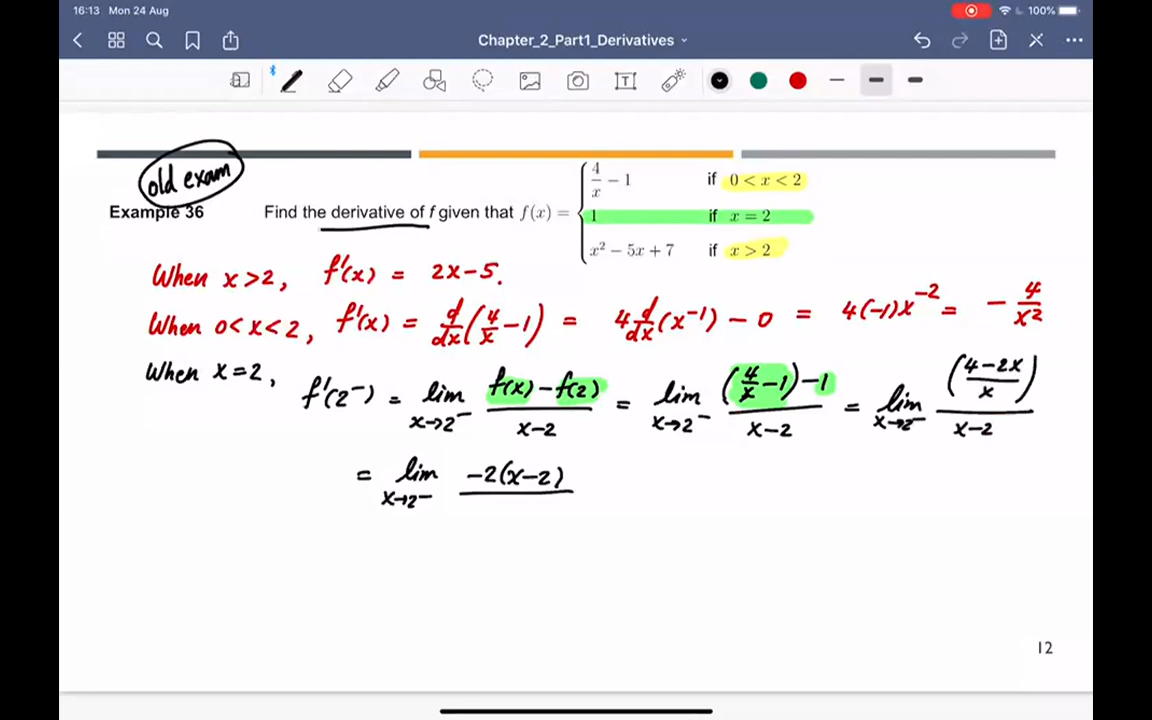 16:13 Mon 24 Aug 100%
Chapter_2_Part1_Derivatives
old exam
Example 36 Find the derivative of f given that f(x) = { 4/x − 1 if 0 < x < 2
1 if x = 2
x² − 5x + 7 if x > 2
When x>2, f'(x) = 2x-5.
When 0<x<2, f'(x) = d/dx(4/x-1) = 4 d/dx(x⁻¹) - 0 = 4(-1)x⁻² = -4/x²
When x=2, f'(2⁻) = lim x→2⁻ (f(x)-f(2))/(x-2) = lim x→2⁻ ((4/x-1)-1)/(x-2) = lim x→2⁻ ((4-2x)/x)/(x-2)
= lim x→2⁻ -2(x-2)
12